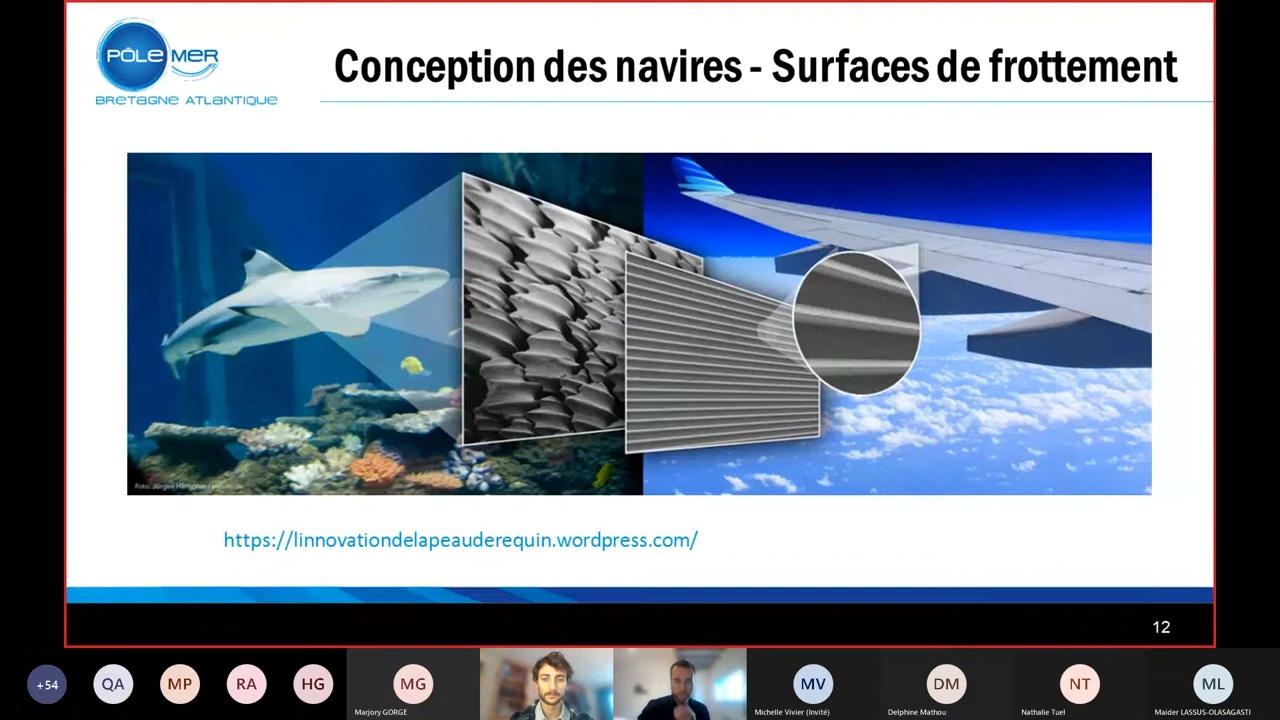 PÔLE MER
BRETAGNE ATLANTIQUE
Conception des navires - Surfaces de frottement
https://linnovationdelapeauderequin.wordpress.com/
12
+54
QA
MP
RA
HG
MG
MV
DM
NT
ML
Marjory GORGE
Michelle Vivier (Invité)
Delphine Mathou
Nathalie Tuel
Maider LASSUS-OLASAGASTI